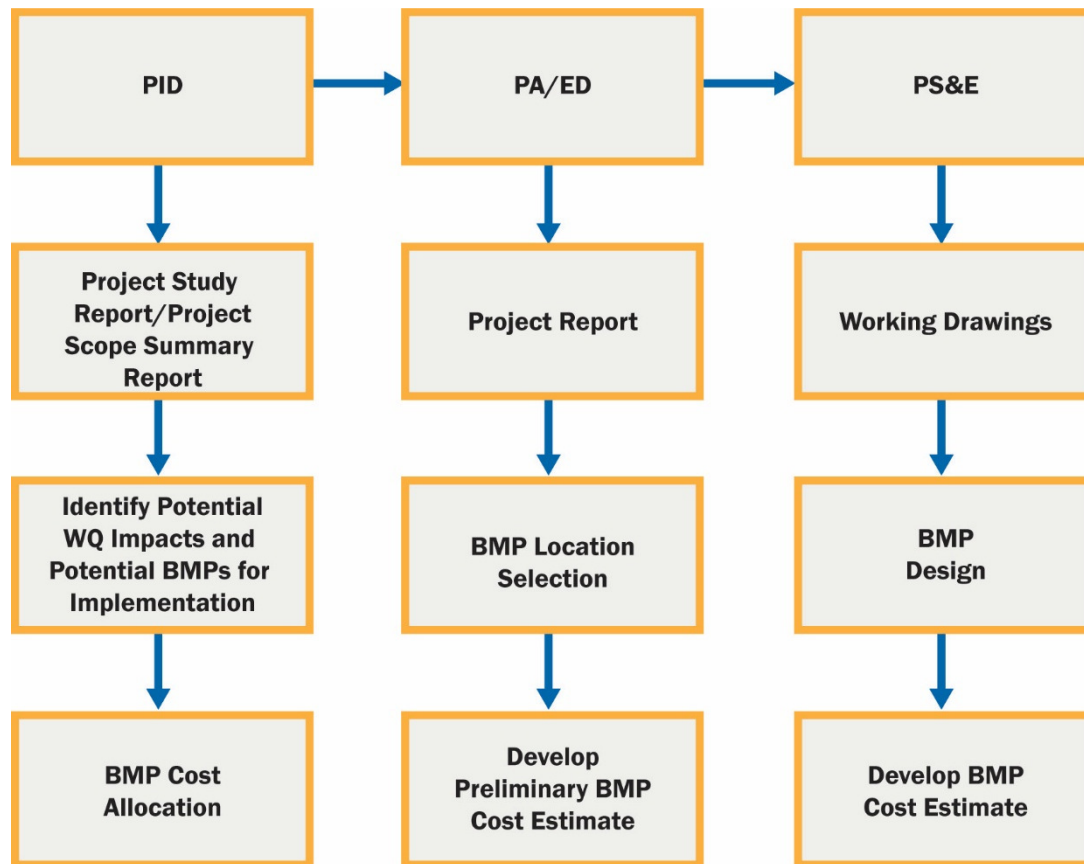 PID
PA/ED
PS&E
Project Study
Report/Project
Scope Summary
Report
Project Report
Working Drawings
Identify Potential
WQ Impacts and
Potential BMPs for
Implementation
BMP Location
Selection
BMP
Design
BMP Cost
Allocation
Develop
Preliminary BMP
Cost Estimate
Develop BMP
Cost Estimate